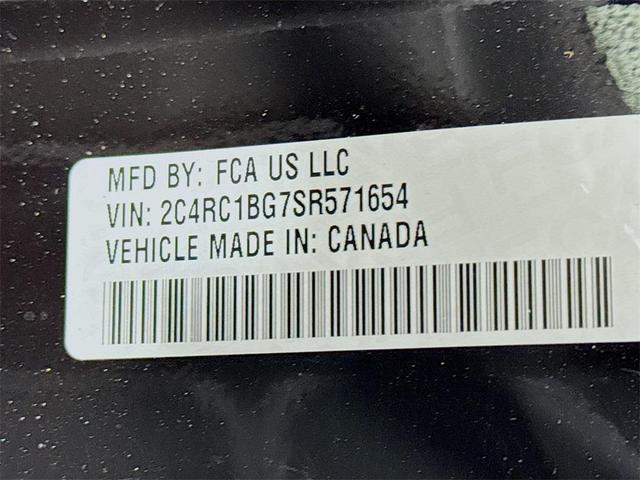 MFD BY: FCA US LLC
VIN: 2C4RC1BG7SR571654
VEHICLE MADE IN: CANADA